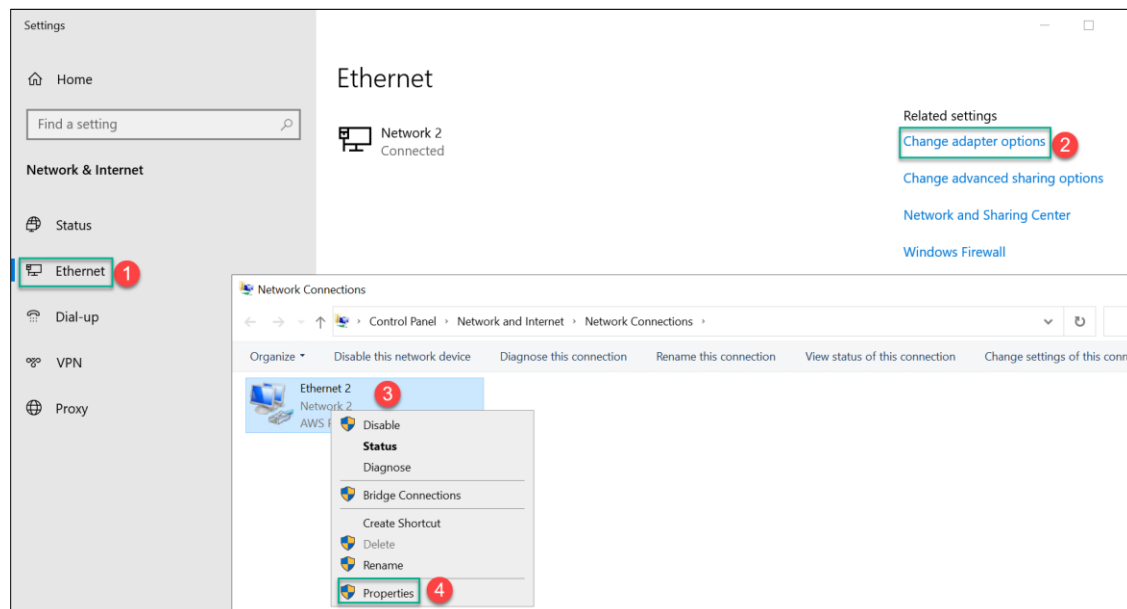 Settings
Home
Find a setting
Network & Internet
Status
Ethernet 1
Dial-up
VPN
Proxy
Ethernet
Network 2
Connected
Related settings
Change adapter options 2
Change advanced sharing options
Network and Sharing Center
Windows Firewall
Network Connections
Control Panel › Network and Internet › Network Connections ›
Organize Disable this network device Diagnose this connection Rename this connection View status of this connection Change settings of this
Ethernet 2 3
Network 2
AWS
Disable
Status
Diagnose
Bridge Connections
Create Shortcut
Delete
Rename
Properties 4